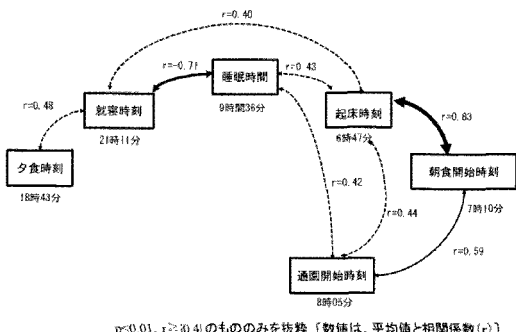 r=0.40
r=-0.71
睡眠時間
r=0.43
9時間36分
r=0.48
就寝時刻
21時11分
起床時刻
6時47分
r=0.83
夕食時刻
18時43分
朝食開始時刻
7時10分
r=0.42
r=0.44
r=0.59
通園開始時刻
8時05分
p<0.01, r≧|0.4|のもののみを抜粋〔数値は、平均値と相関係数(r)〕